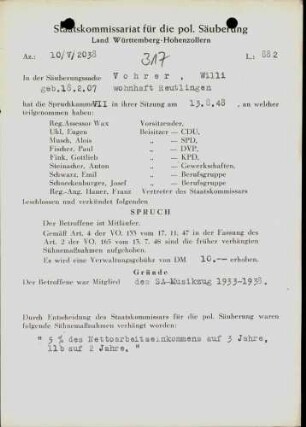 Staatskommissariat für die pol. Säuberung
Land Württemberg-Hohenzollern
Az.: 10/V/2038 317 L.: 882
In der Säuberungssache Vohrer, Willi
geb. 18.2.07 wohnhaft Reutlingen
hat die Spruchkammer VII in ihrer Sitzung am 13.8.48, an welcher
teilgenommen haben:
Reg. Assessor Wax Vorsitzender,
Uhl, Eugen Beisitzer — CDU,
Musch, Alois „ — SPD,
Fischer, Paul „ — DVP,
Fink, Gottlieb „ — KPD,
Steinacher, Anton „ — Gewerkschaften,
Schwarz, Emil „ — Berufsgruppe
Schneckenburger, Josef „ — Berufsgruppe
Reg.-Ang. Hauer, Franz Vertreter des Staatskommissars
beschlossen und verkündet folgenden
SPRUCH
Der Betroffene ist Mitläufer.
Gemäß Art. 4 der VO. 133 vom 17. 11. 47 in der Fassung des
Art. 2 der VO. 165 vom 13. 7. 48 sind die früher verhängten
Sühnemaßnahmen aufgehoben.
Es wird eine Verwaltungsgebühr von DM 10.-- erhoben.
Gründe
Der Betroffene war Mitglied des SA-Musikzug 1933-1938.
Durch Entscheidung des Staatskommissars für die pol. Säuberung waren
folgende Sühnemaßnahmen verhängt worden:
" 5 % des Nettoarbeitseinkommens auf 3 Jahre,
11b auf 2 Jahre. "